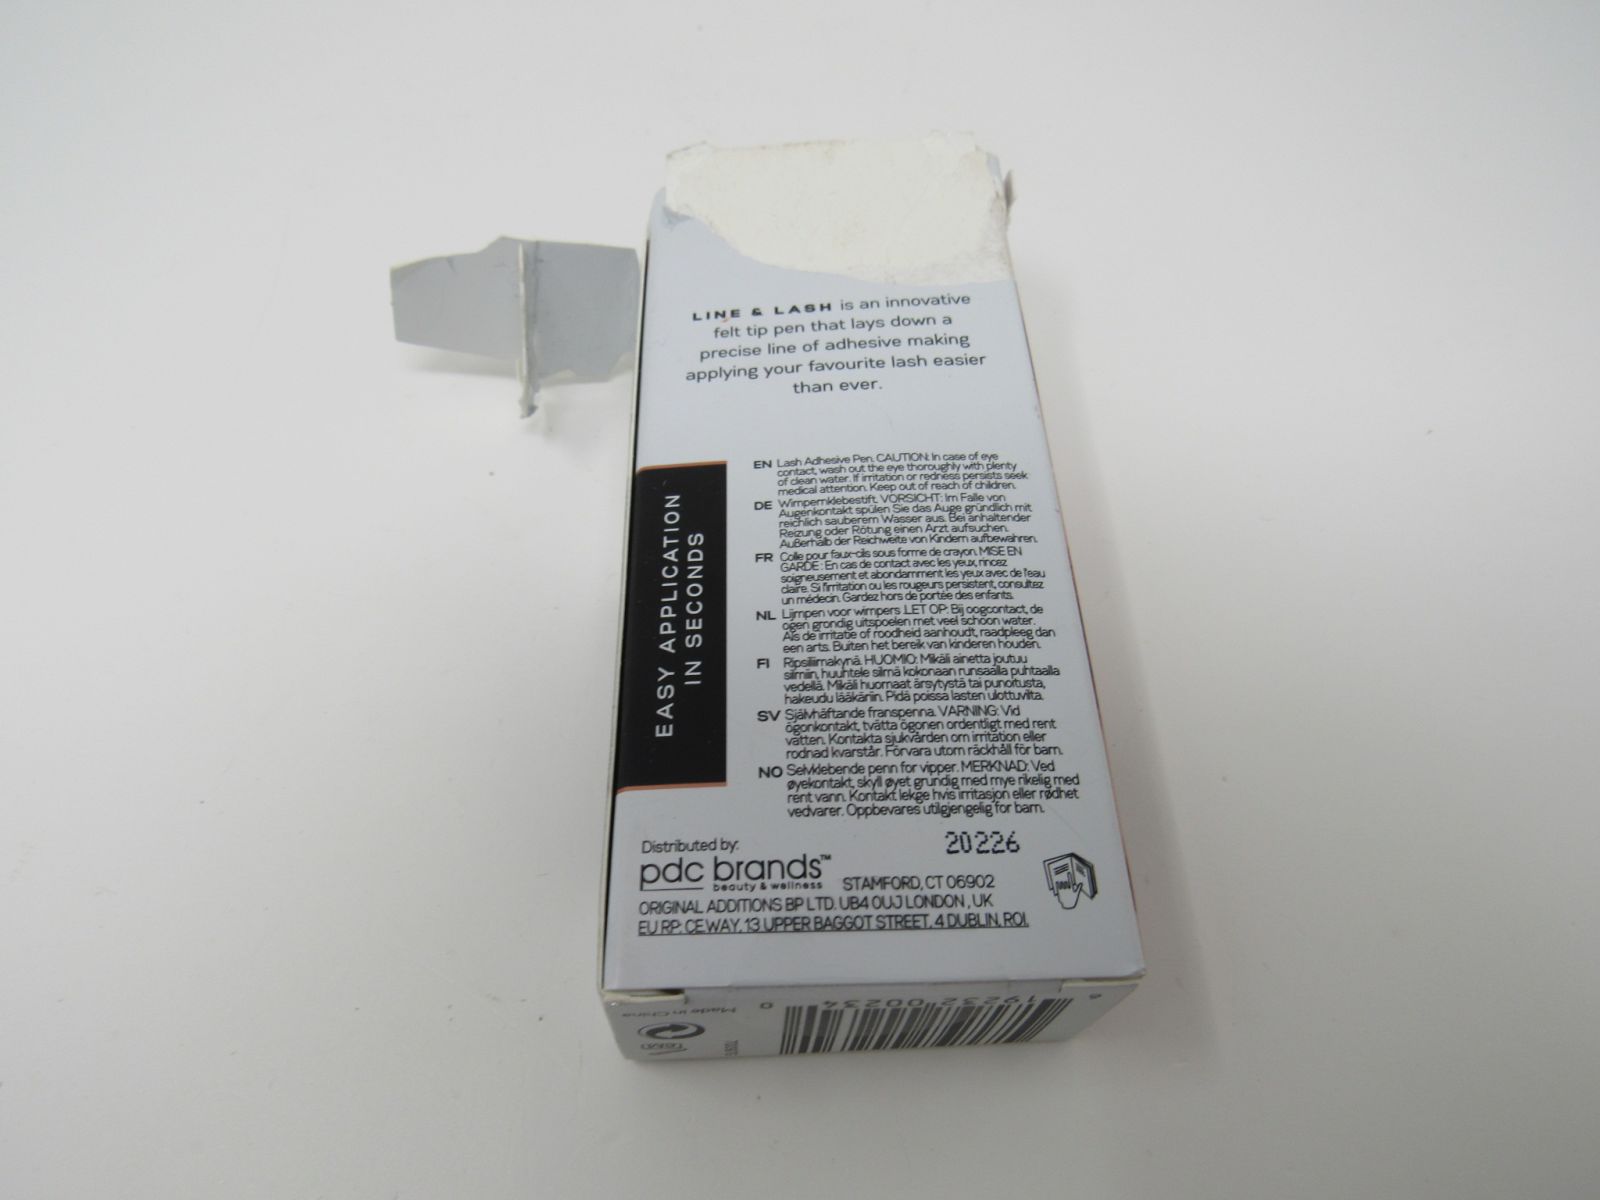 LINE & LASH is an innovative
felt tip pen that lays down a
precise line of adhesive making
applying your favourite lash easier
than ever.
EASY APPLICATION
IN SECONDS
EN Lash Adhesive Pen. CAUTION: In case of eye
contact, wash out the eye thoroughly with plenty
of clean water. If irritation or redness persists seek
medical attention. Keep out of reach of children.
DE Wimpernklebestift. VORSICHT: Im Falle von
Augenkontakt spülen Sie das Auge gründlich mit
reichlich sauberem Wasser aus. Bei anhaltender
Reizung oder Rötung einen Arzt aufsuchen.
Außerhalb der Reichweite von Kindern aufbewahren.
FR Colle pour faux-cils sous forme de crayon. MISE EN
GARDE : En cas de contact avec les yeux, rincez
soigneusement et abondamment les yeux avec de l'eau
claire. Si l'irritation ou les rougeurs persistent, consultez
un médecin. Gardez hors de portée des enfants.
NL Lijmpen voor wimpers .LET OP: Bij oogcontact, de
ogen grondig uitspoelen met veel schoon water.
Als de irritatie of roodheid aanhoudt, raadpleeg dan
een arts. Buiten het bereik van kinderen houden.
FI Ripsiliimakynä. HUOMIO: Mikäli ainetta joutuu
silmiin, huuhtele silmä kokonaan runsaalla puhtaalla
vedellä. Mikäli huomaat ärsytystä tai punoitusta,
hakeudu lääkäriin. Pidä poissa lasten ulottuvilta.
SV Självhäftande franspenna. VARNING: Vid
ögonkontakt, tvätta ögonen ordentligt med rent
vatten. Kontakta sjukvården om irritation eller
rodnad kvarstår. Förvara utom räckhåll för barn.
NO Selvklebende penn for vipper. MERKNAD: Ved
øyekontakt, skyll øyet grundig med mye rikelig med
rent vann. Kontakt lekge hvis irritasjon eller rødhet
vedvarer. Oppbevares utilgjengelig for barn.
20226
Distributed by:
pdc brands™
beauty & wellness
STAMFORD, CT 06902
ORIGINAL ADDITIONS BP LTD. UB4 0UJ LONDON , UK
EU RP: CEWAY, 13 UPPER BAGGOT STREET, 4 DUBLIN, ROI.
6 19232 00234 0
Made in China